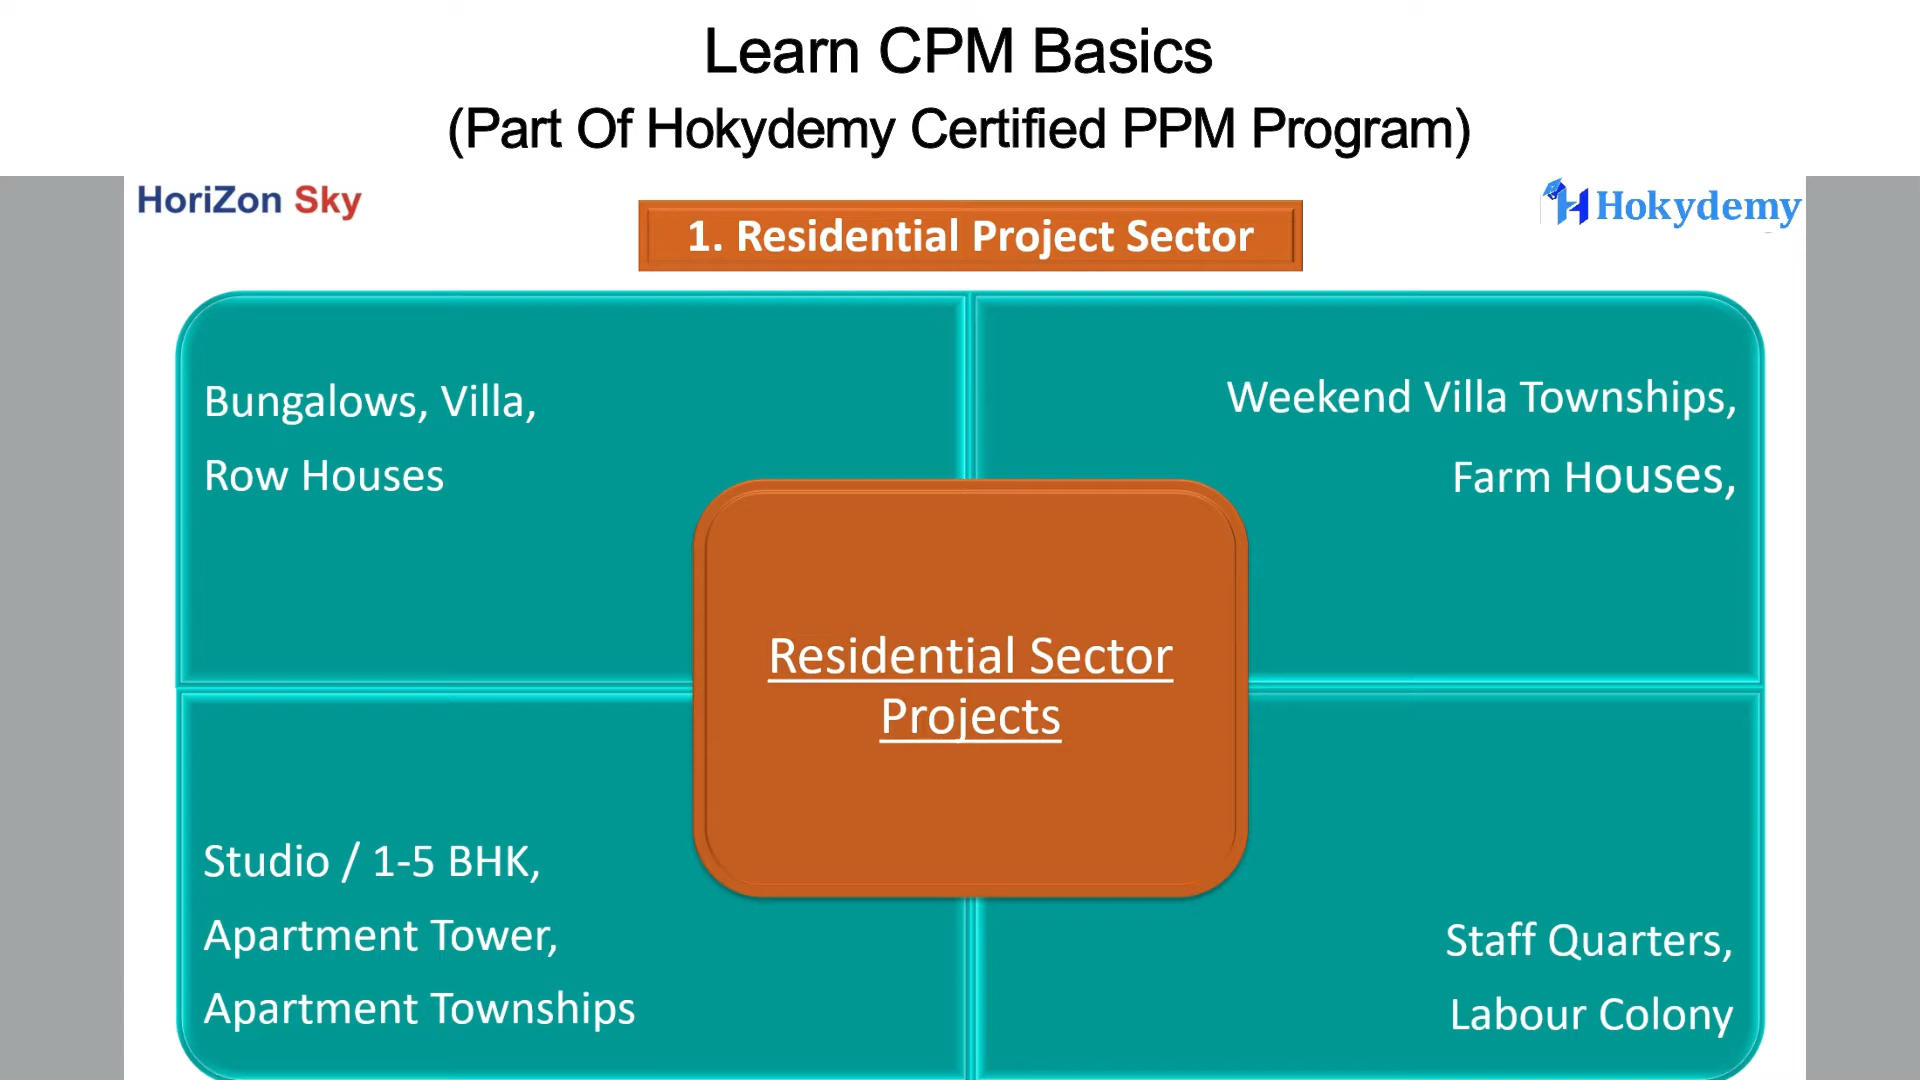 Learn CPM Basics
(Part Of Hokydemy Certified PPM Program)
HoriZon Sky
Hokydemy
1. Residential Project Sector
Bungalows, Villa,
Row Houses
Weekend Villa Townships,
Farm Houses,
Residential Sector
Projects
Studio / 1-5 BHK,
Apartment Tower,
Apartment Townships
Staff Quarters,
Labour Colony